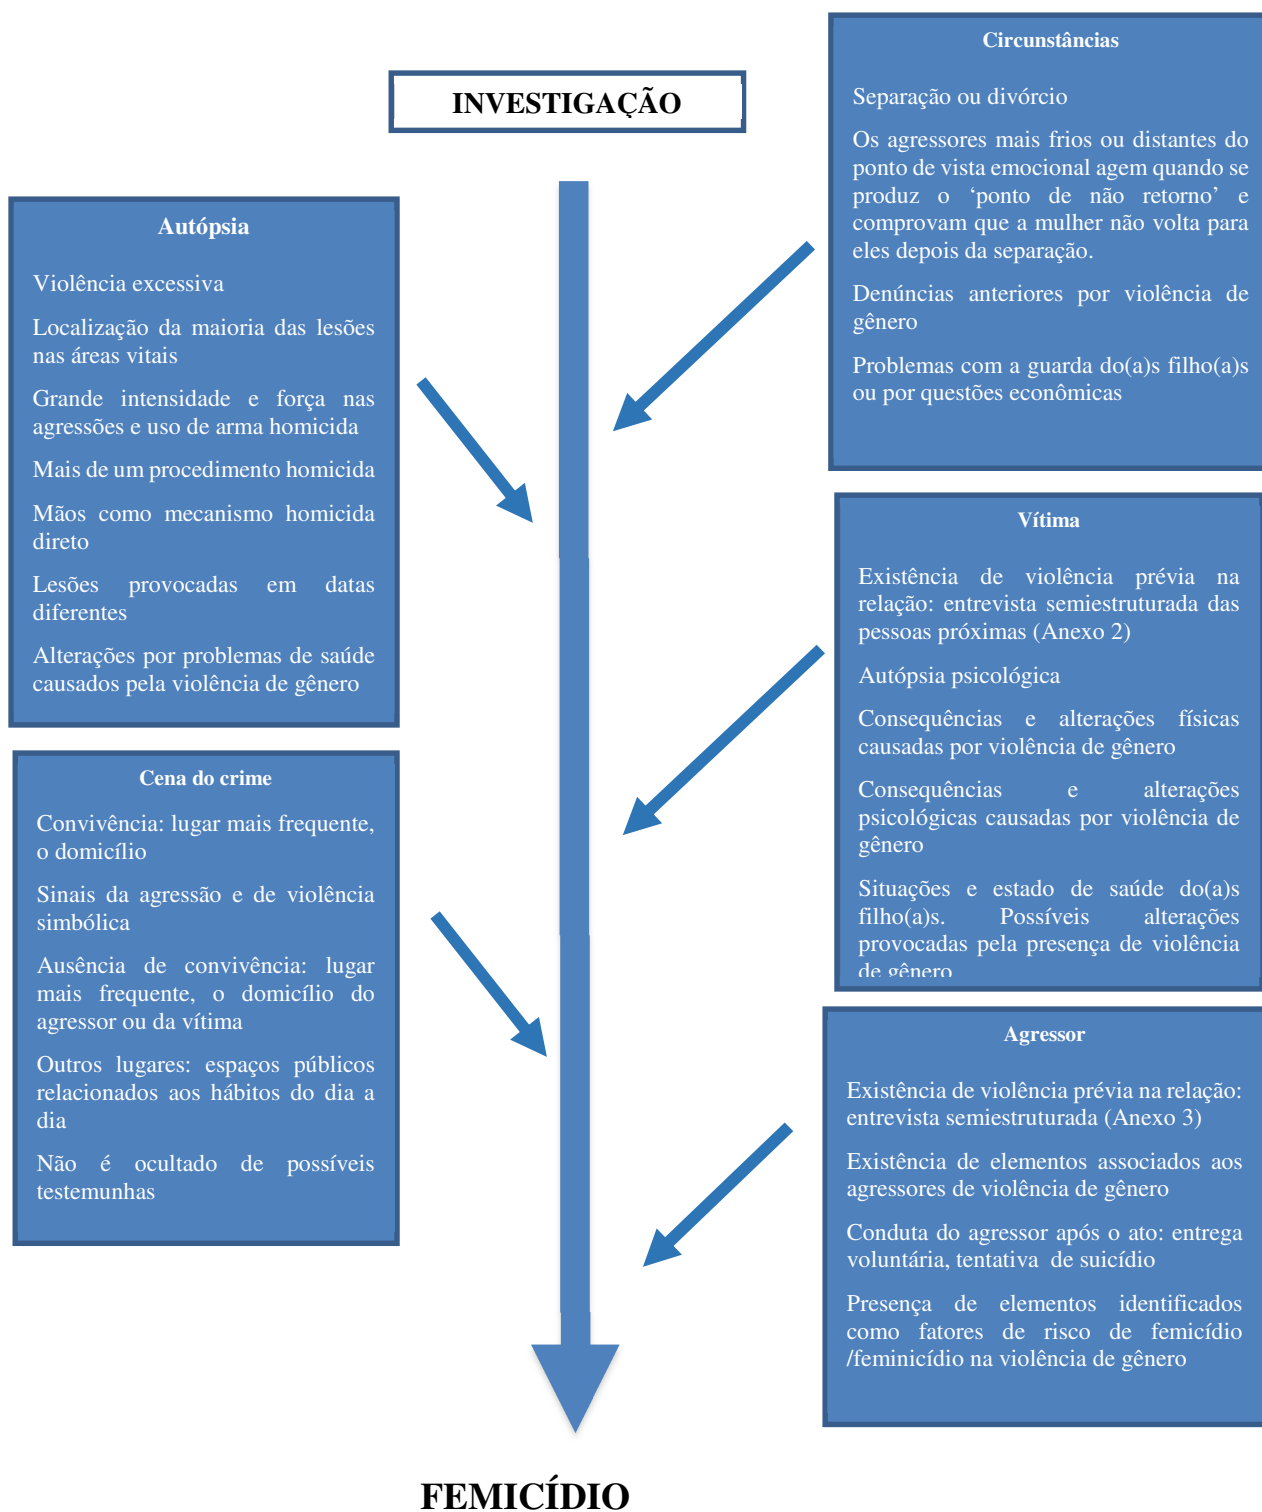 INVESTIGAÇÃO
Circunstâncias
Separação ou divórcio
Os agressores mais frios ou distantes do
ponto de vista emocional agem quando se
produz o ‘ponto de não retorno’ e
comprovam que a mulher não volta para
eles depois da separação.
Denúncias anteriores por violência de
gênero
Problemas com a guarda do(a)s filho(a)s
ou por questões econômicas
Autópsia
Violência excessiva
Localização da maioria das lesões
nas áreas vitais
Grande intensidade e força nas
agressões e uso de arma homicida
Mais de um procedimento homicida
Mãos como mecanismo homicida
direto
Lesões provocadas em datas
diferentes
Alterações por problemas de saúde
causados pela violência de gênero
Vítima
Existência de violência prévia na
relação: entrevista semiestruturada das
pessoas próximas (Anexo 2)
Autópsia psicológica
Consequências e alterações físicas
causadas por violência de gênero
Consequências e alterações
psicológicas causadas por violência de
gênero
Situações e estado de saúde do(a)s
filho(a)s. Possíveis alterações
provocadas pela presença de violência
de gênero
Cena do crime
Convivência: lugar mais frequente,
o domicílio
Sinais da agressão e de violência
simbólica
Ausência de convivência: lugar
mais frequente, o domicílio do
agressor ou da vítima
Outros lugares: espaços públicos
relacionados aos hábitos do dia a
dia
Não é ocultado de possíveis
testemunhas
Agressor
Existência de violência prévia na relação:
entrevista semiestruturada (Anexo 3)
Existência de elementos associados aos
agressores de violência de gênero
Conduta do agressor após o ato: entrega
voluntária, tentativa de suicídio
Presença de elementos identificados
como fatores de risco de femicídio
/feminicídio na violência de gênero
FEMICÍDIO